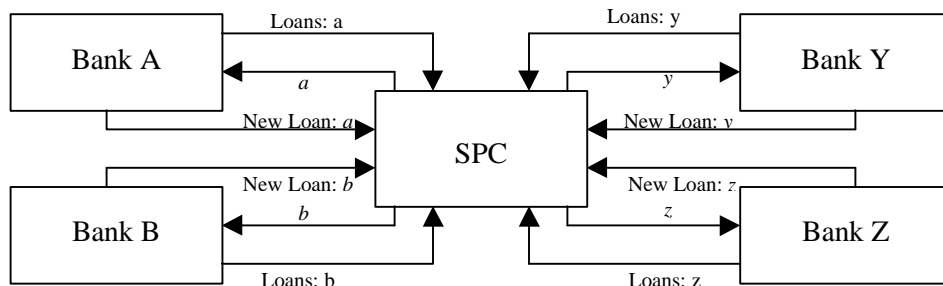 Loans: a
Loans: y
Bank A
Bank Y
a
y
New Loan: a
New Loan: y
SPC
New Loan: b
New Loan: z
Bank B
b
z
Bank Z
Loans: b
Loans: z